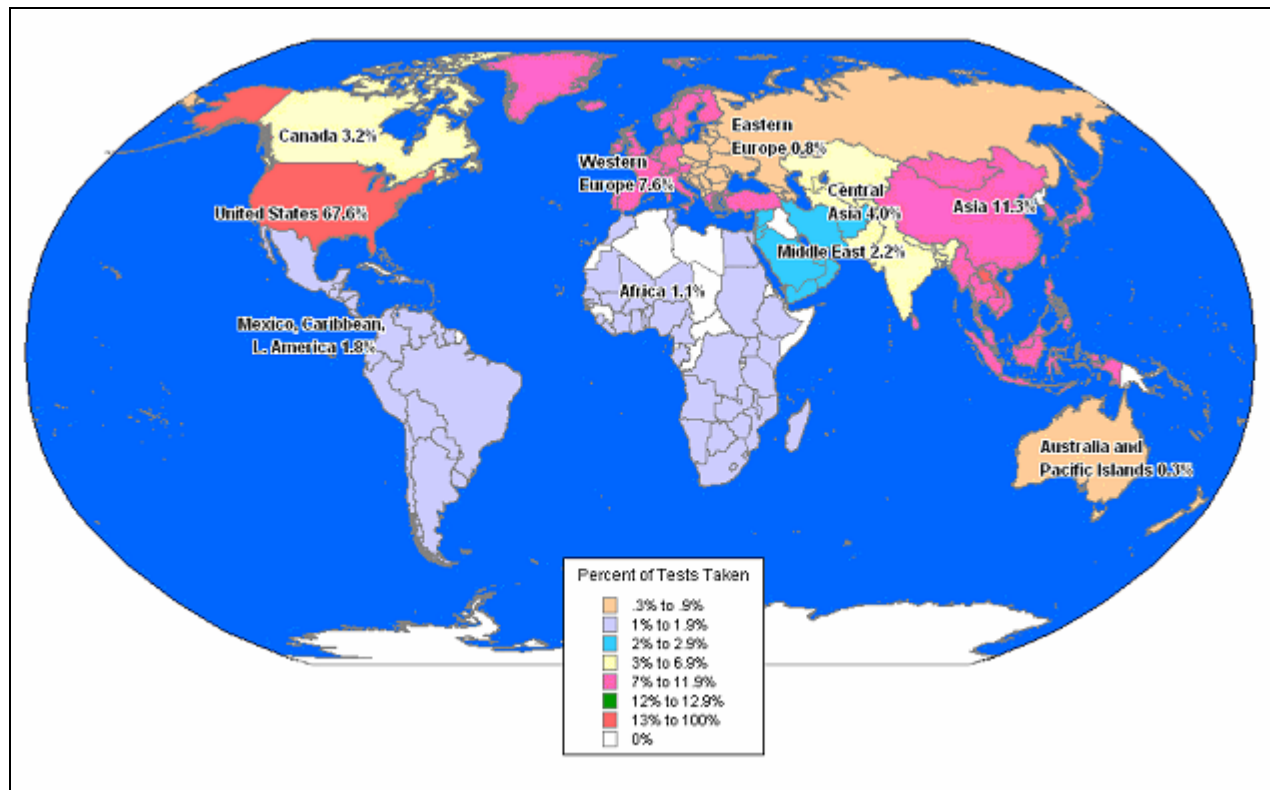 Eastern
Europe 0.8%
Canada 3.2%
Western
Europe 7.6%
Central
Asia 4.0%
Asia 11.3%
United States 67.6%
Middle East 2.2%
Africa 1.1%
Mexico, Caribbean,
L. America 1.8%
Australia and
Pacific Islands 0.3%
Percent of Tests Taken
.3% to .9%
1% to 1.9%
2% to 2.9%
3% to 6.9%
7% to 11.9%
12% to 12.9%
13% to 100%
0%